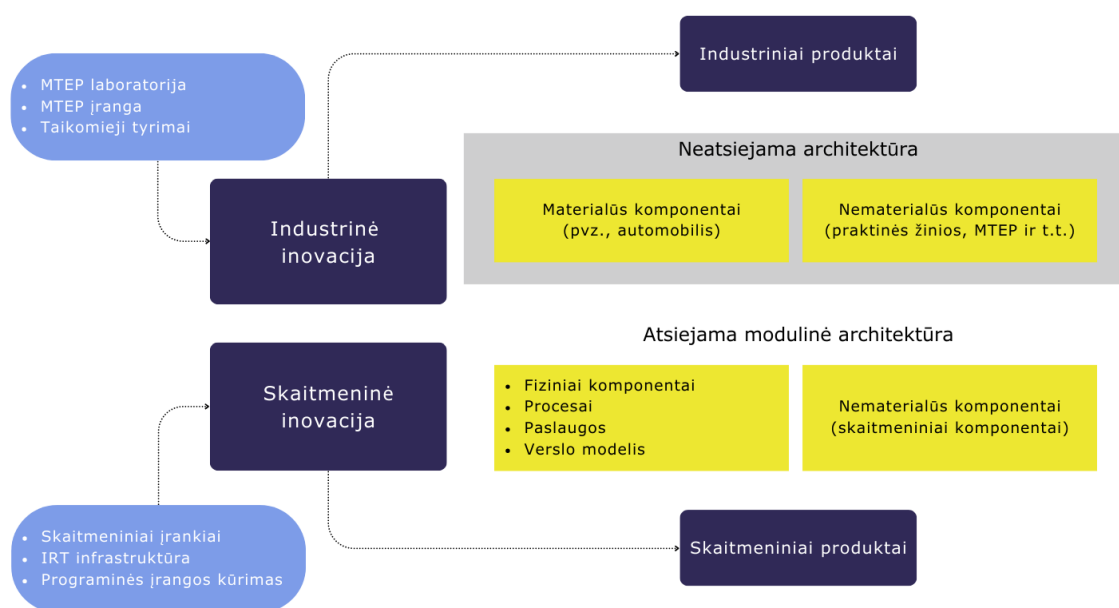 Industriniai produktai
• MTEP laboratorija
• MTEP įranga
• Taikomieji tyrimai
Neatsiejama architektūra
Industrinė
inovacija
Materialūs komponentai
(pvz., automobilis)
Nematerialūs komponentai
(praktinės žinios, MTEP ir t.t.)
Atsiejama modulinė architektūra
Skaitmeninė
inovacija
• Fiziniai komponentai
• Procesai
• Paslaugos
• Verslo modelis
Nematerialūs komponentai
(skaitmeniniai komponentai)
• Skaitmeniniai įrankiai
• IRT infrastruktūra
• Programinės įrangos kūrimas
Skaitmeniniai produktai